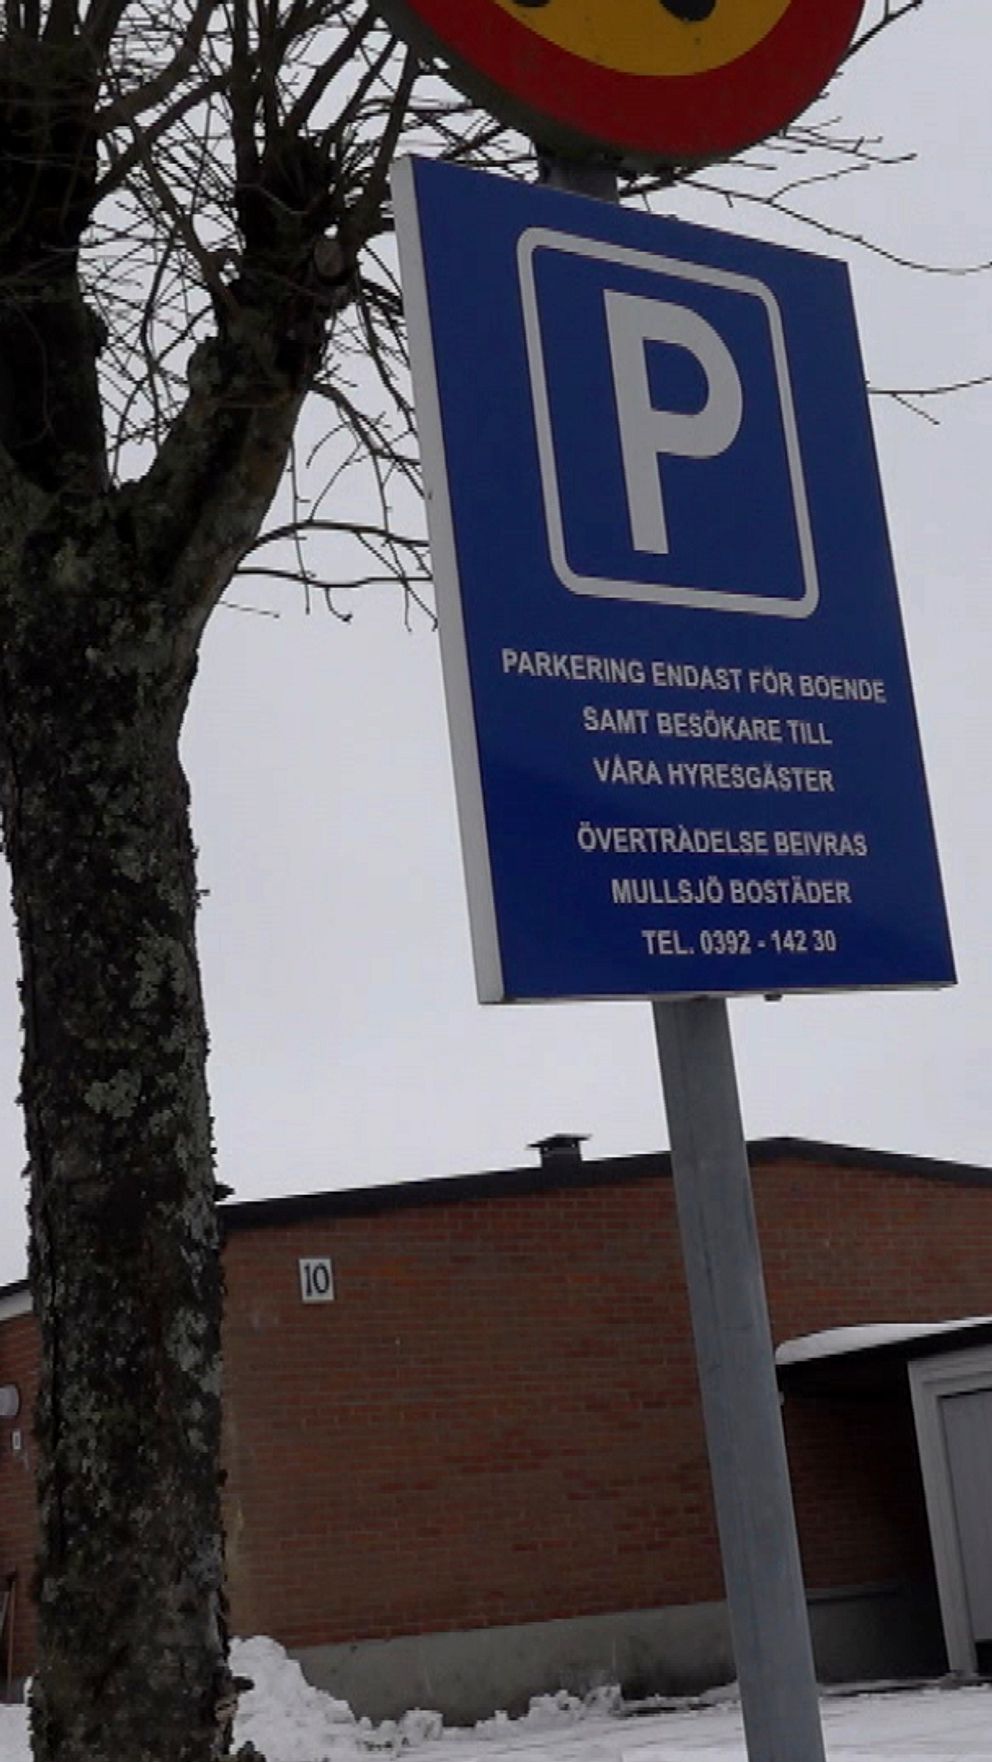 P
PARKERING ENDAST FÖR BOENDE
SAMT BESÖKARE TILL
VÅRA HYRESGÄSTER
ÖVERTRÄDELSE BEIVRAS
MULLSJÖ BOSTÄDER
TEL. 0392 - 142 30
10